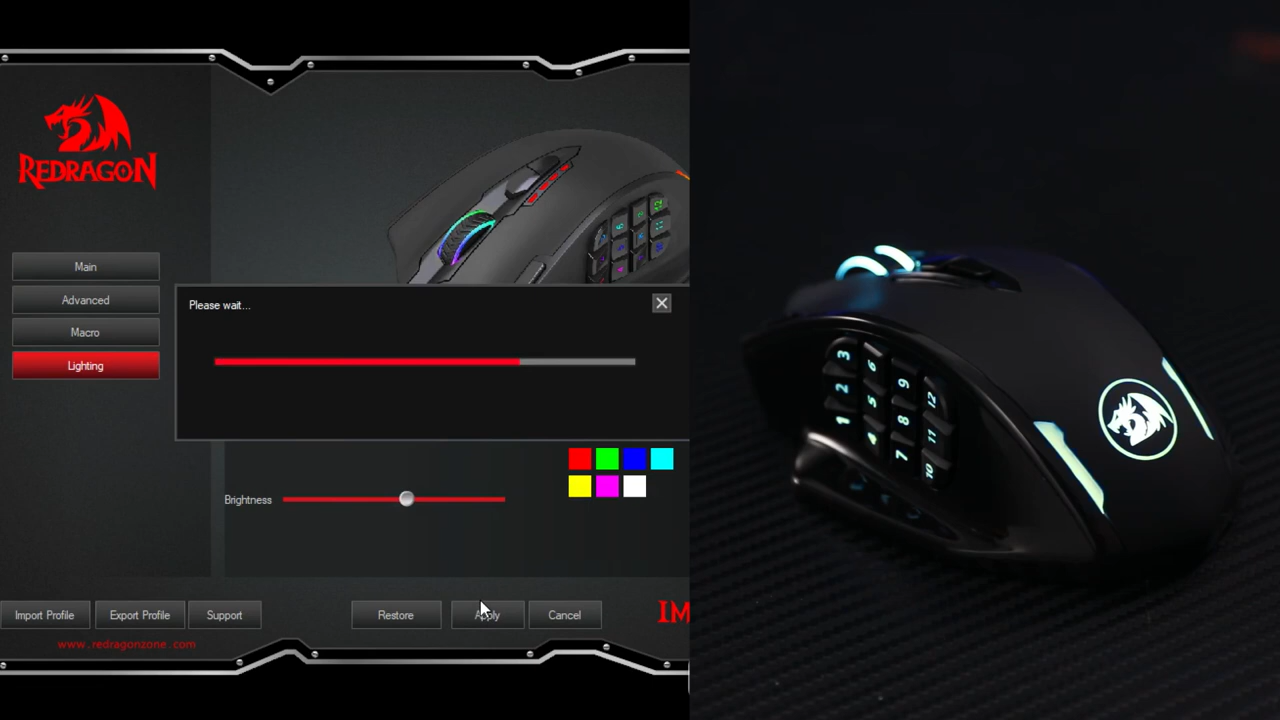 REDRAGON
Main
Advanced
Macro
Lighting
Please wait...
Brightness
Import Profile
Export Profile
Support
Restore
Apply
Cancel
IM
www.redragonzone.com
3 6 9 12
2 5 8 11
1 4 7 10